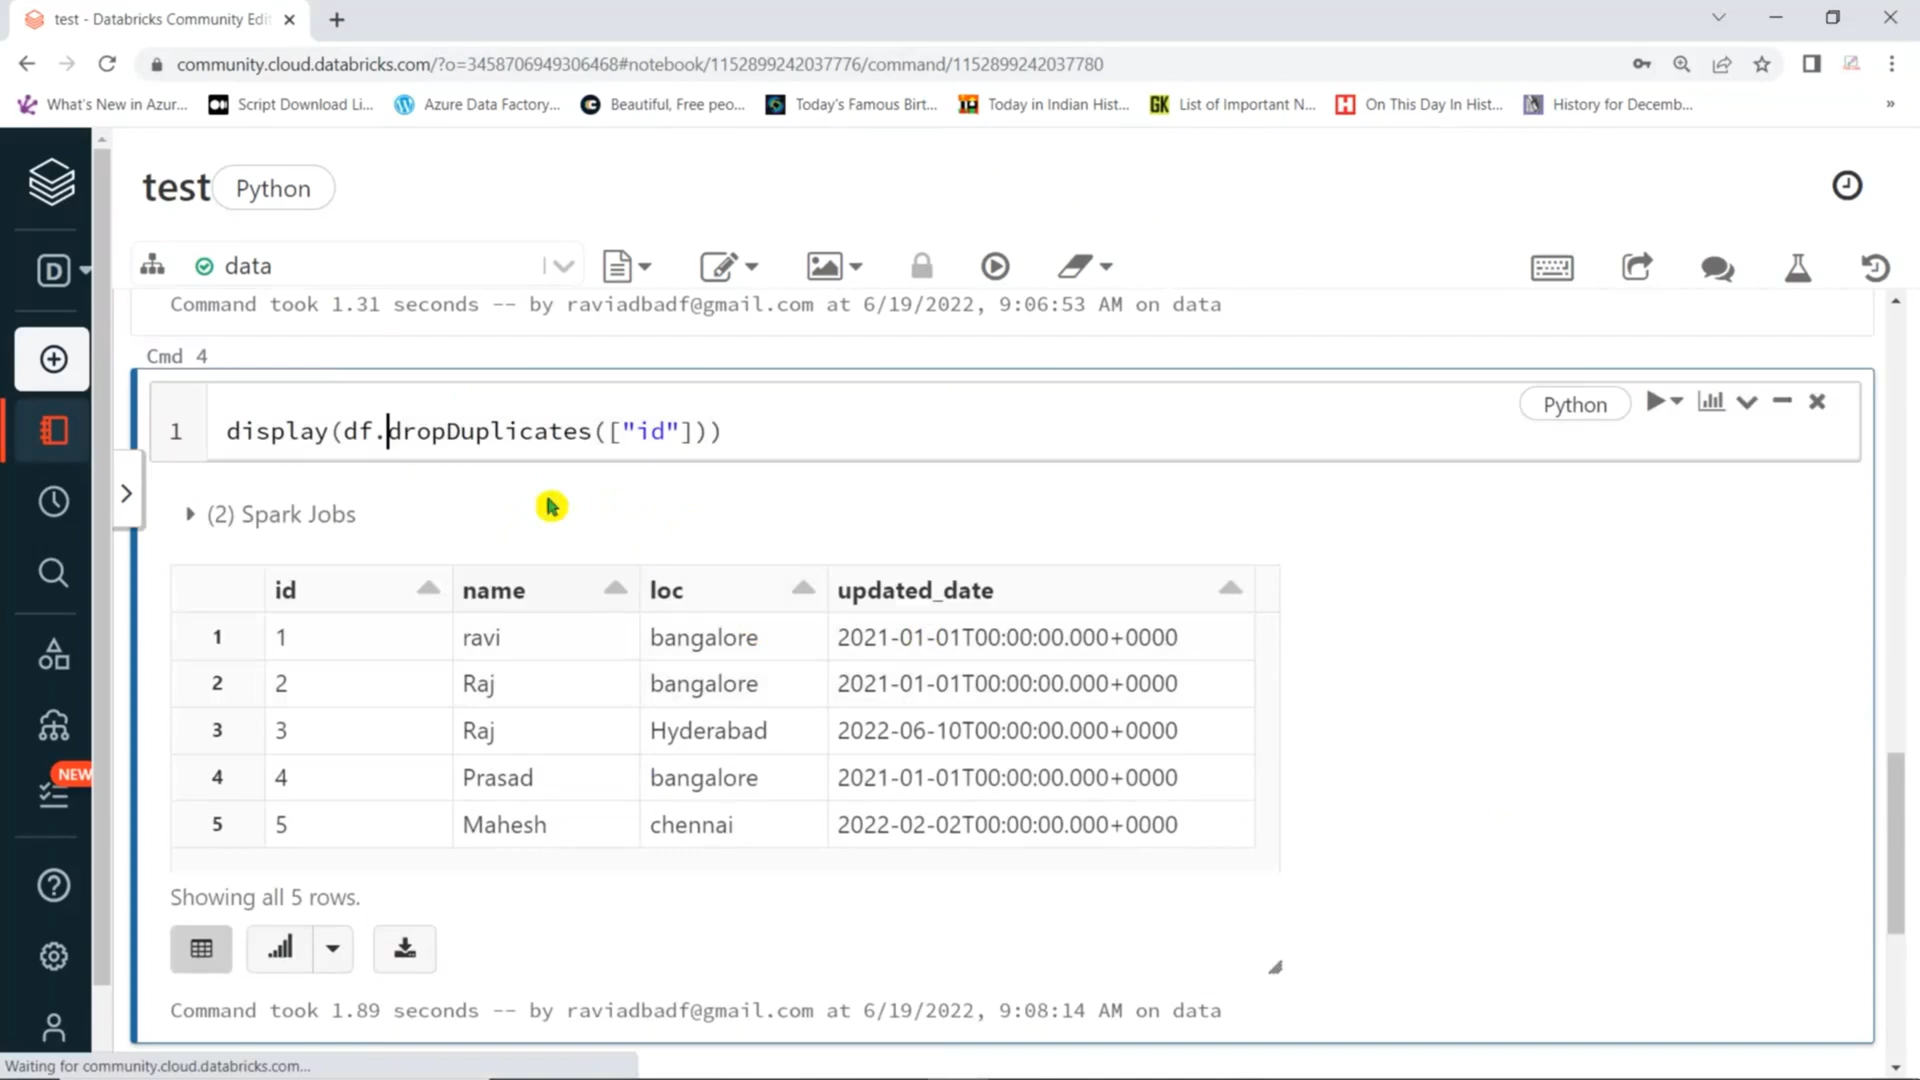 test - Databricks Community Edi
community.cloud.databricks.com/?o=3458706949306468#notebook/1152899242037776/command/1152899242037780
What's New in Azur... Script Download Li... Azure Data Factory... Beautiful, Free peo... Today's Famous Birt... Today in Indian Hist... GK List of Important N... H On This Day In Hist... History for Decemb... »
test Python
D data
Command took 1.31 seconds -- by raviadbadf@gmail.com at 6/19/2022, 9:06:53 AM on data
Cmd 4
Python
1 display(df.dropDuplicates(["id"]))
(2) Spark Jobs
id name loc updated_date
1 1 ravi bangalore 2021-01-01T00:00:00.000+0000
2 2 Raj bangalore 2021-01-01T00:00:00.000+0000
3 3 Raj Hyderabad 2022-06-10T00:00:00.000+0000
4 4 Prasad bangalore 2021-01-01T00:00:00.000+0000
5 5 Mahesh chennai 2022-02-02T00:00:00.000+0000
NEW
Showing all 5 rows.
Command took 1.89 seconds -- by raviadbadf@gmail.com at 6/19/2022, 9:08:14 AM on data
Waiting for community.cloud.databricks.com...